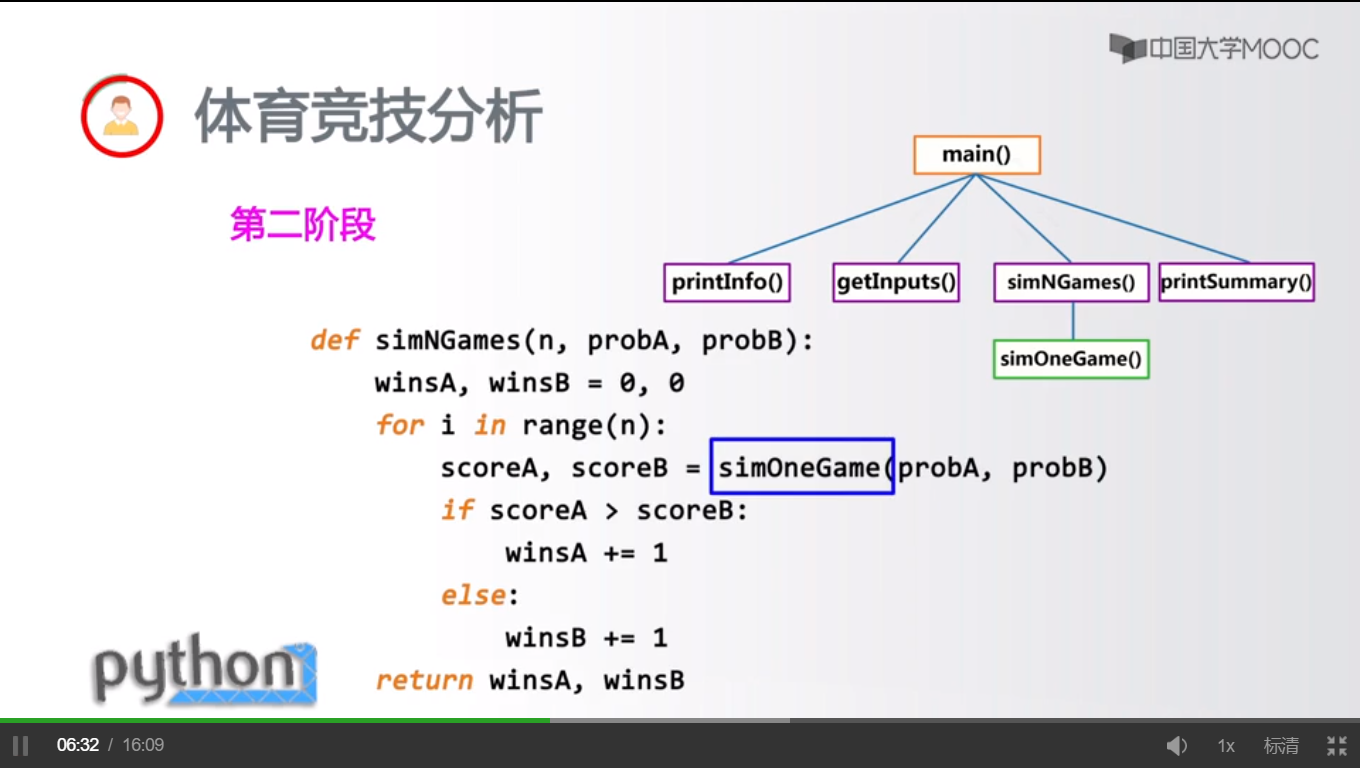 中国大学MOOC
体育竞技分析
main()
第二阶段
printInfo()
getInputs()
simNGames()
printSummary()
simOneGame()
def simNGames(n, probA, probB):
    winsA, winsB = 0, 0
    for i in range(n):
        scoreA, scoreB = simOneGame(probA, probB)
        if scoreA > scoreB:
            winsA += 1
        else:
            winsB += 1
    return winsA, winsB
python
06:32 / 16:09
1x
标清